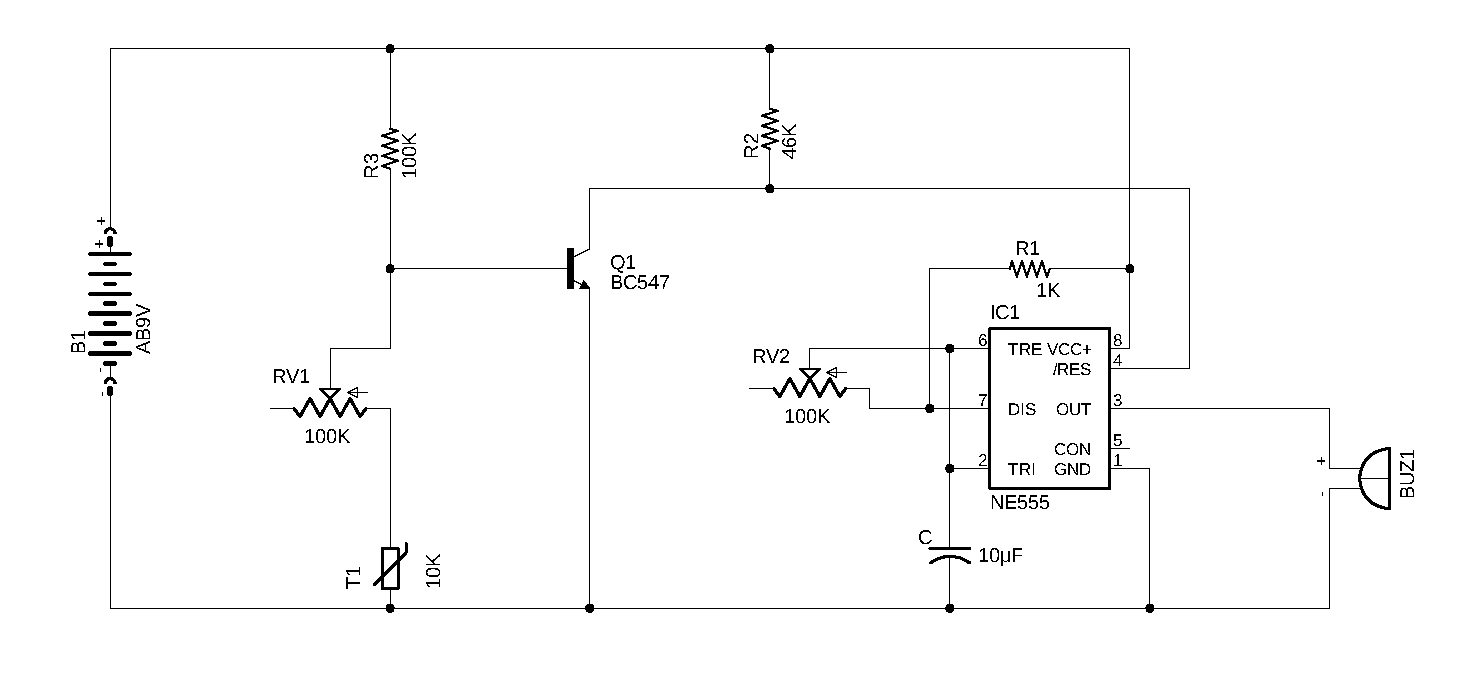 R3
100K
R2
46K
+
+
B1
AB9V
-
-
Q1
BC547
RV1
100K
T1
10K
R1
1K
IC1
RV2
100K
6
TRE
VCC+
8
/RES
4
7
DIS
OUT
3
CON
5
2
TRI
GND
1
NE555
C
10µF
+
-
BUZ1